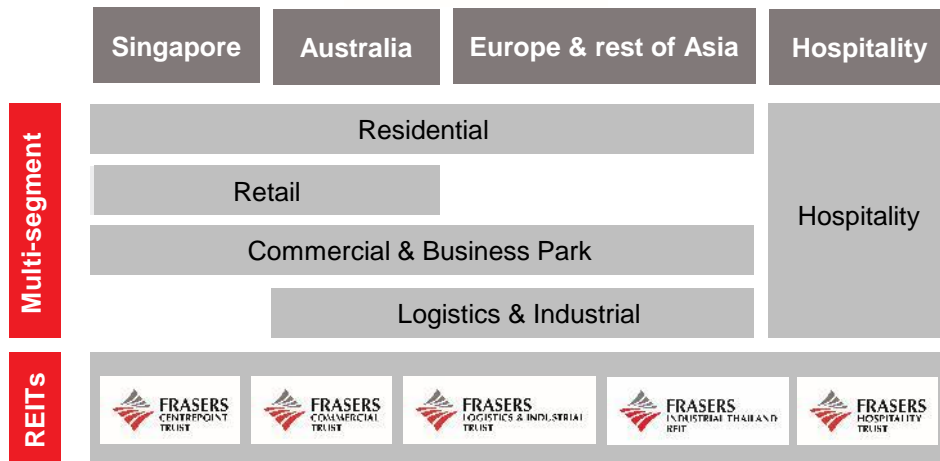 Singapore
Australia
Europe & rest of Asia
Hospitality
Multi-segment
Residential
Retail
Commercial & Business Park
Logistics & Industrial
Hospitality
REITs
FRASERS
CENTREPOINT
TRUST
FRASERS
COMMERCIAL
TRUST
FRASERS
LOGISTICS & INDUSTRIAL
TRUST
FRASERS
INDUSTRIAL THAILAND
REIT
FRASERS
HOSPITALITY
TRUST